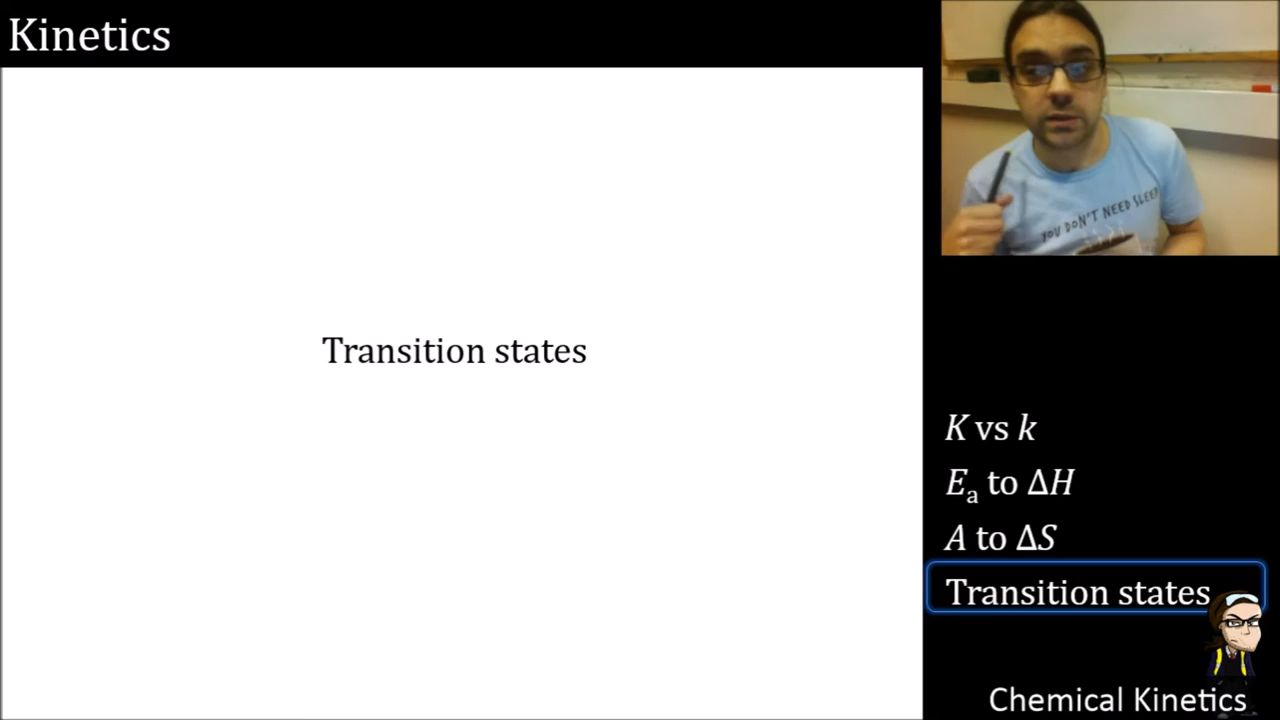 Kinetics
Transition states
YOU DON'T NEED SLEEP
K vs k
Eₐ to ΔH
A to ΔS
Transition states
Chemical Kinetics